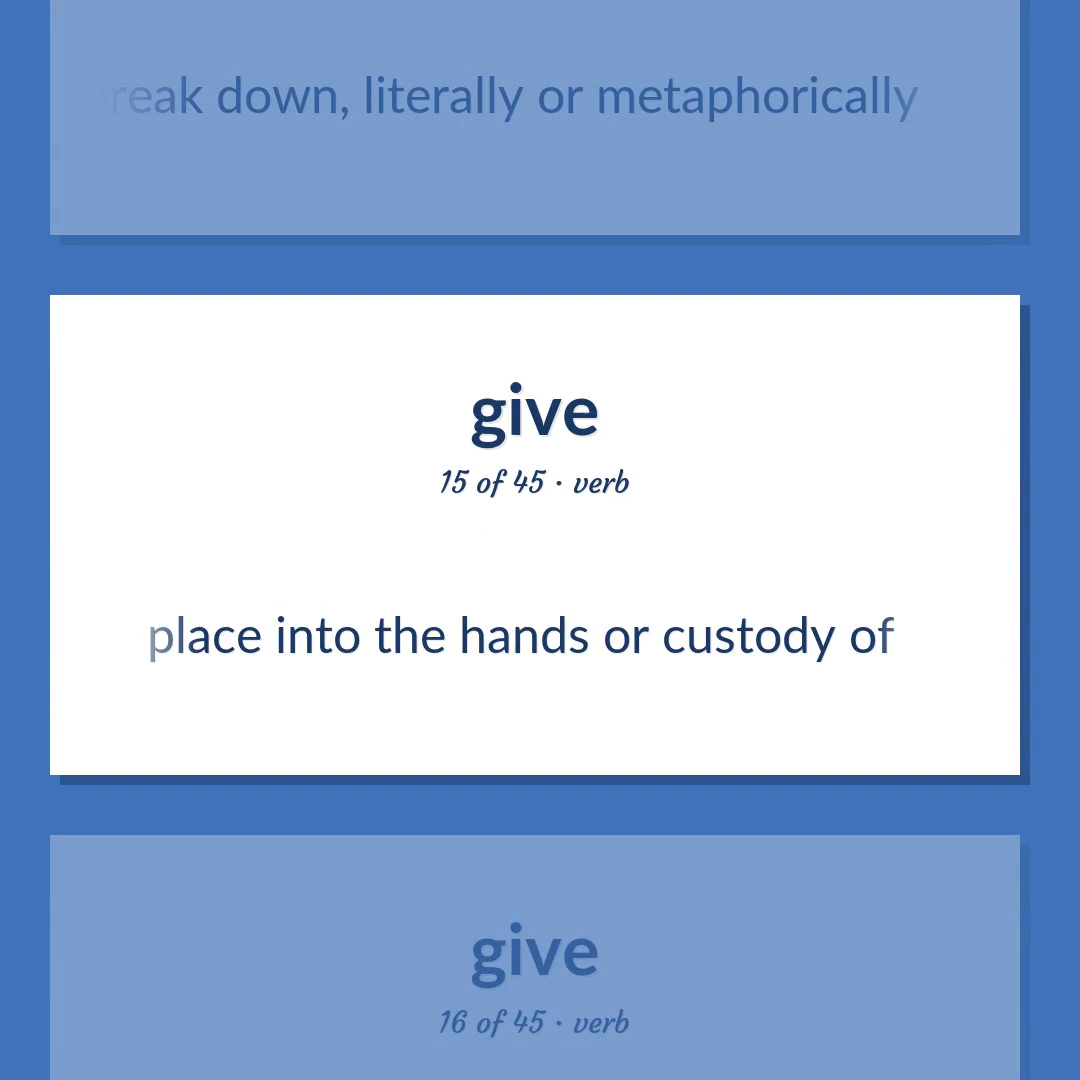 break down, literally or metaphorically
give
15 of 45 · verb
place into the hands or custody of
give
16 of 45 · verb